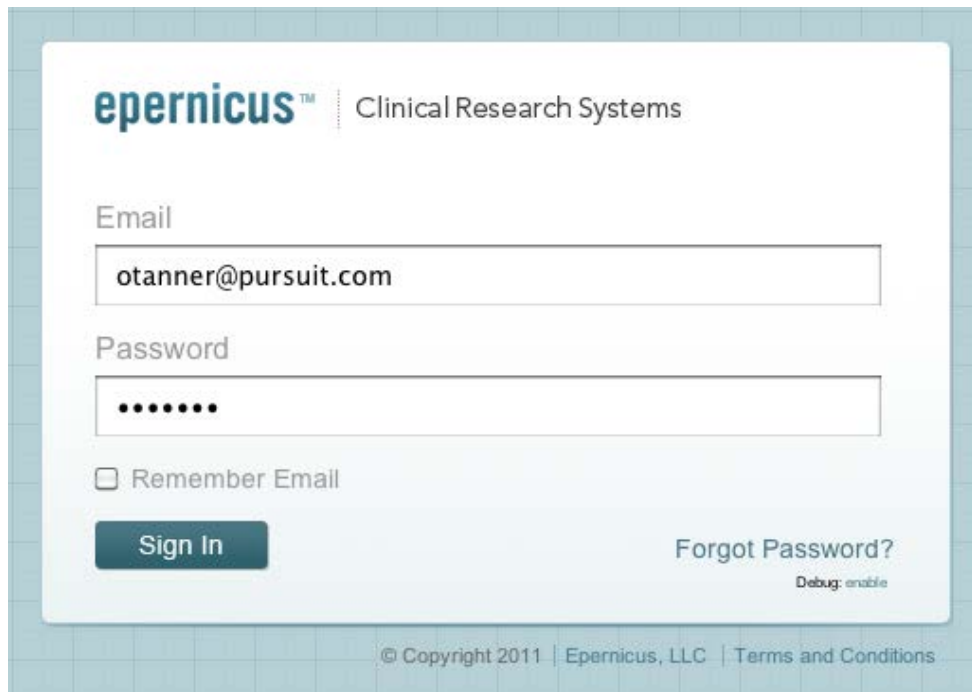 epernicus™ | Clinical Research Systems
Email
otanner@pursuit.com
Password
•••••••
Remember Email
Sign In
Forgot Password?
Debug: enable
© Copyright 2011 | Epernicus, LLC | Terms and Conditions